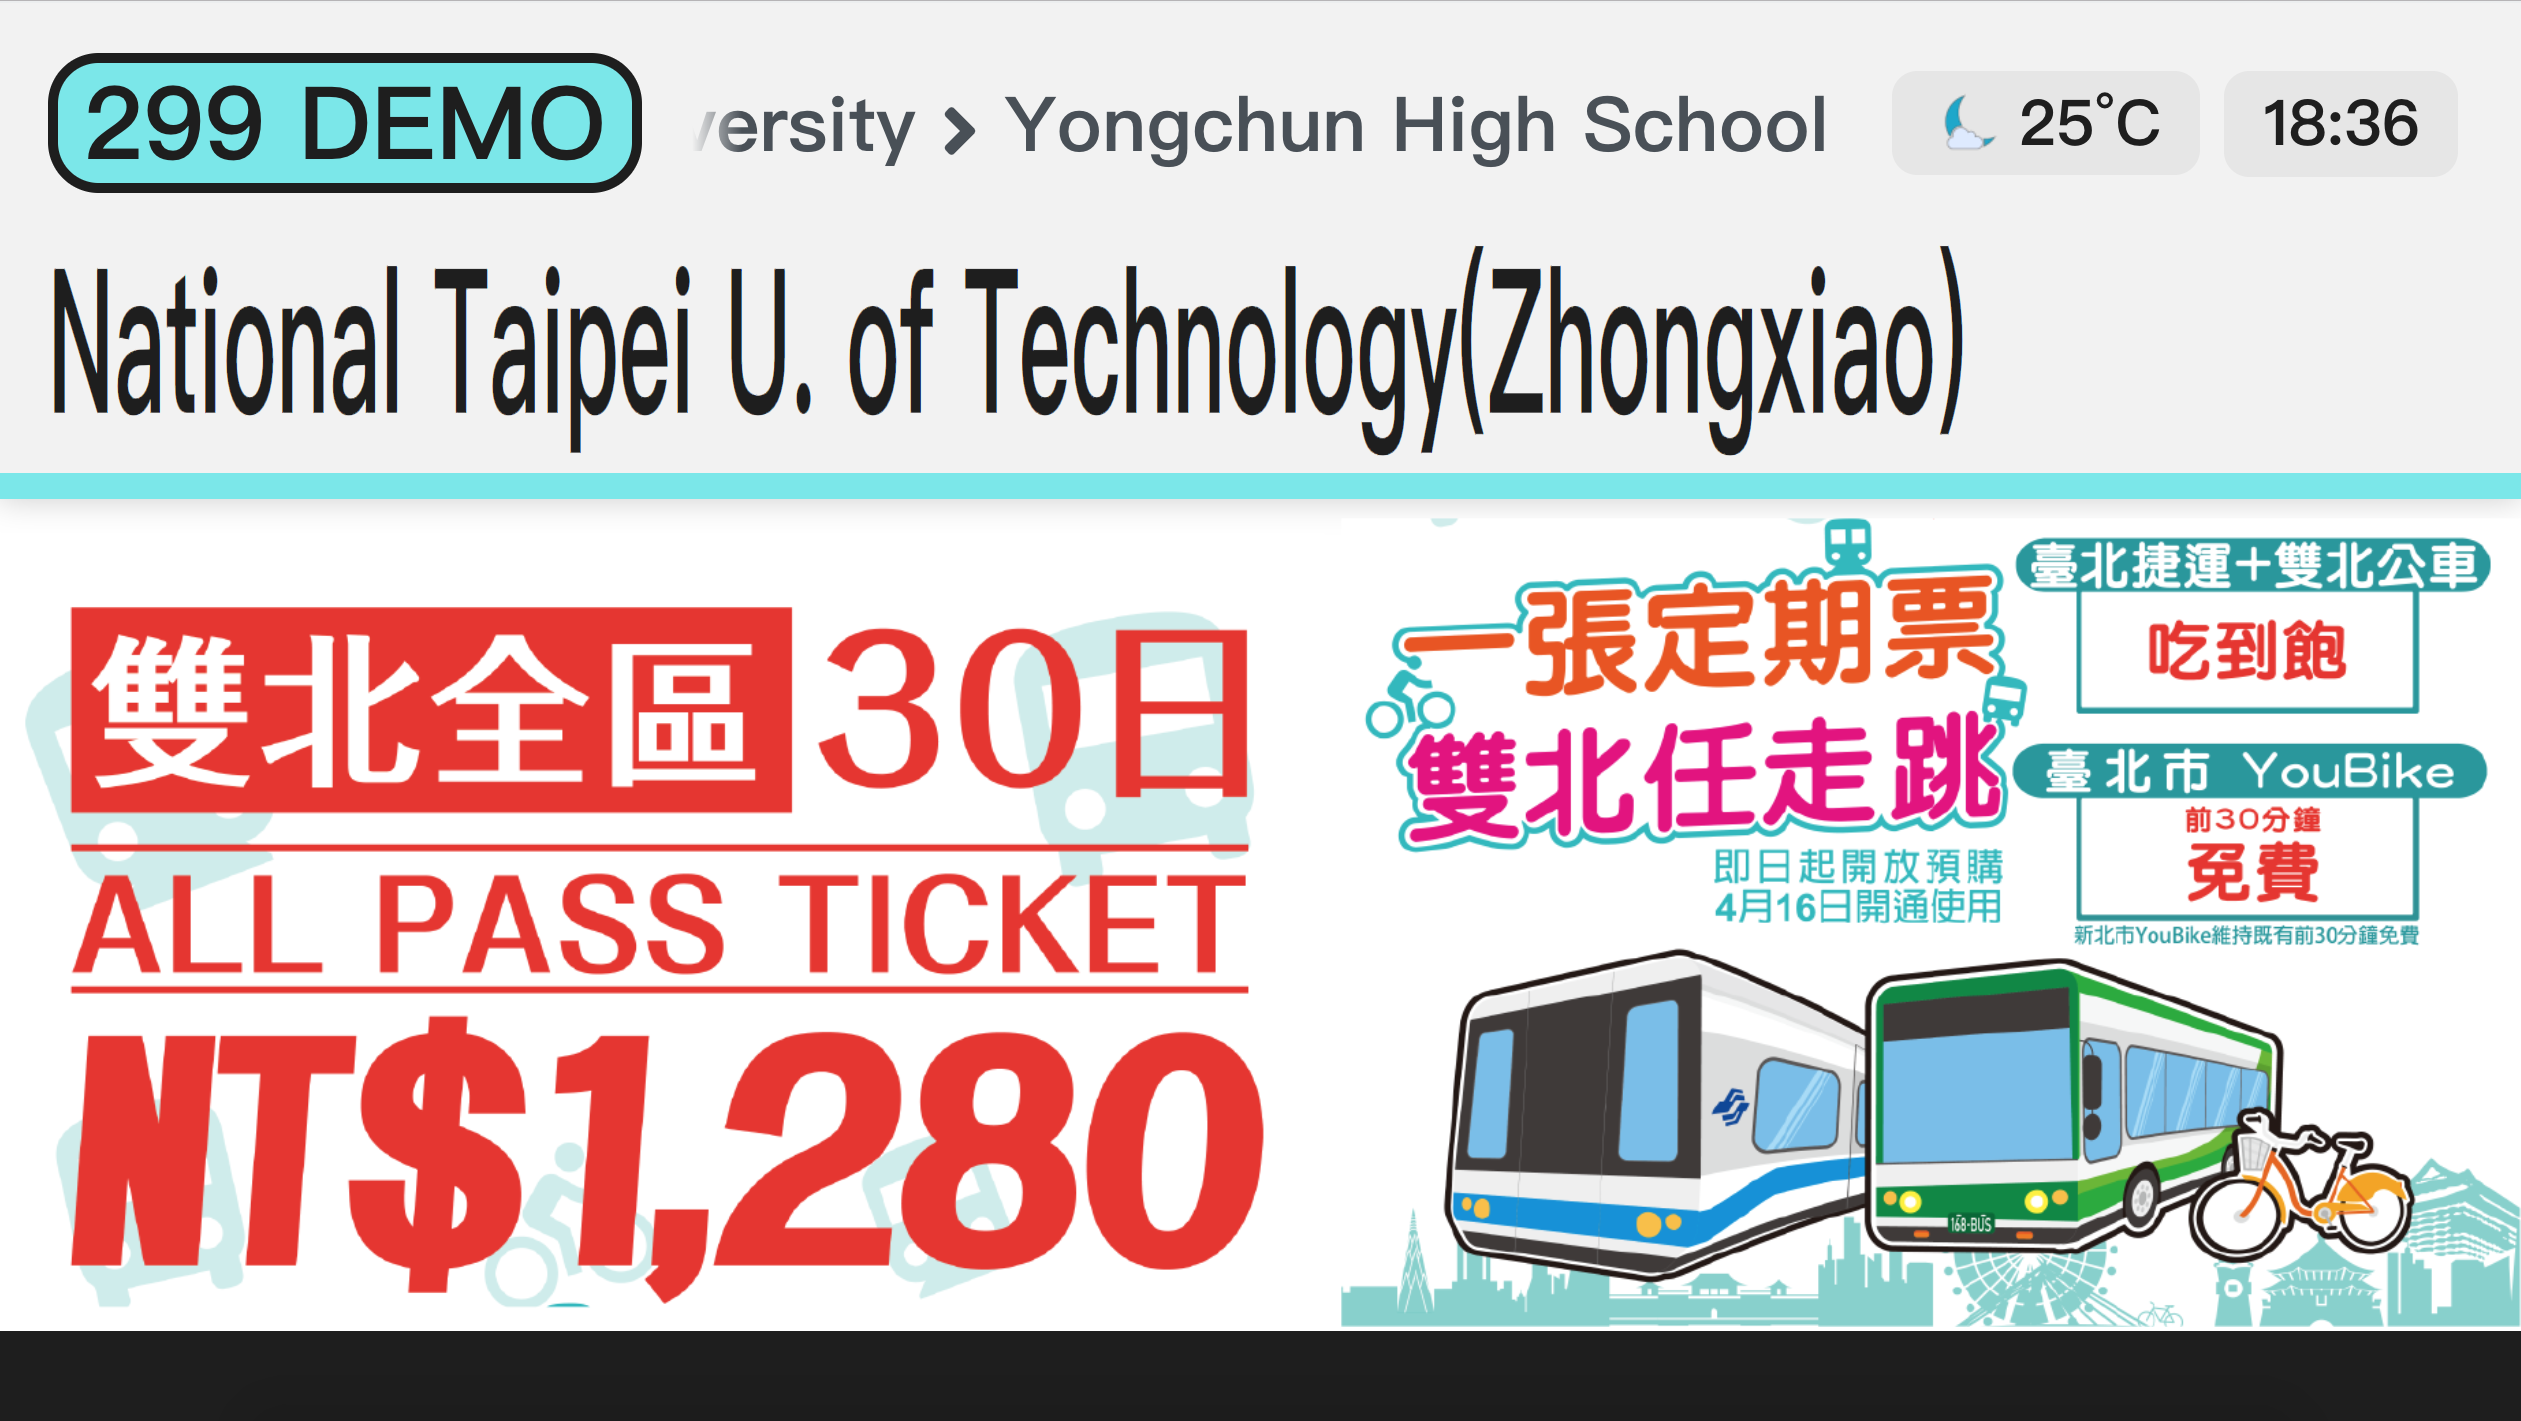 299 DEMO
ersity > Yongchun High School
25°C
18:36
National Taipei U. of Technology(Zhongxiao)
雙北全區 30日
ALL PASS TICKET
NT$1,280
一張定期票
雙北任走跳
即日起開放預購
4月16日開通使用
臺北捷運+雙北公車
吃到飽
臺北市 YouBike
前30分鐘
免費
新北市YouBike維持既有前30分鐘免費
168-BUS